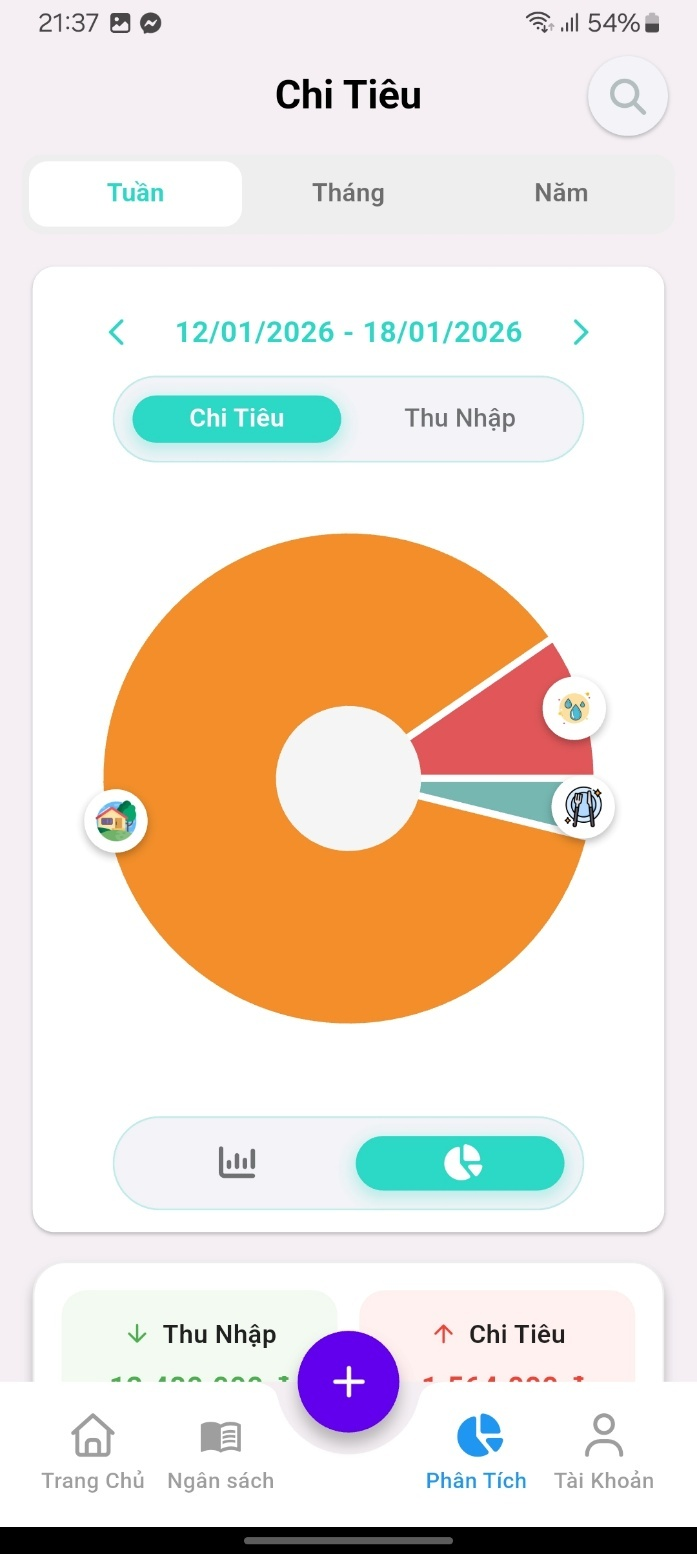 21:37 54%
Chi Tiêu
Tuần Tháng Năm
12/01/2026 - 18/01/2026
Chi Tiêu Thu Nhập
Thu Nhập Chi Tiêu
Trang Chủ Ngân sách Phân Tích Tài Khoản